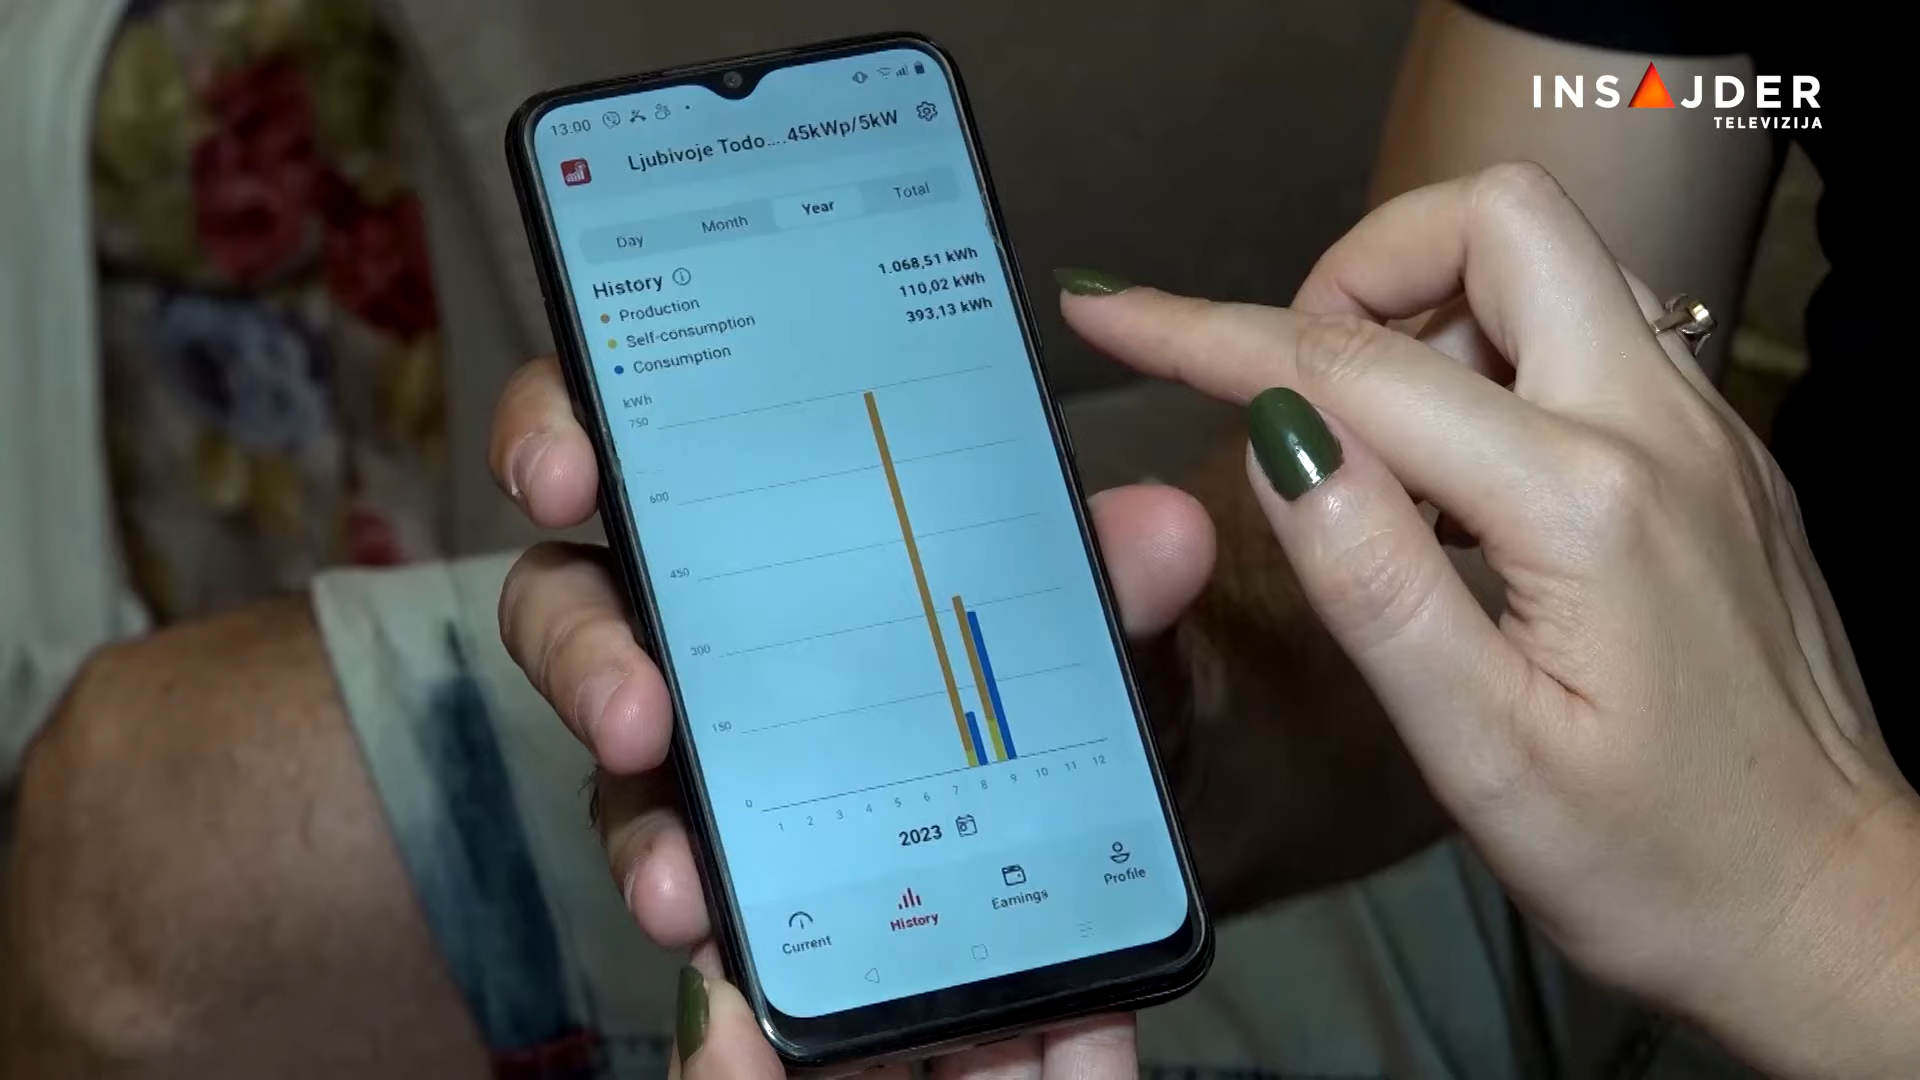 INSAJDER
TELEVIZIJA
13:00
Ljubivoje Todo....45kWp/5kW
Day Month Year Total
History
Production 1.068,51 kWh
Self-consumption 110,02 kWh
Consumption 393,13 kWh
kWh
750
600
450
300
150
0
1 2 3 4 5 6 7 8 9 10 11 12
2023
Current History Earnings Profile